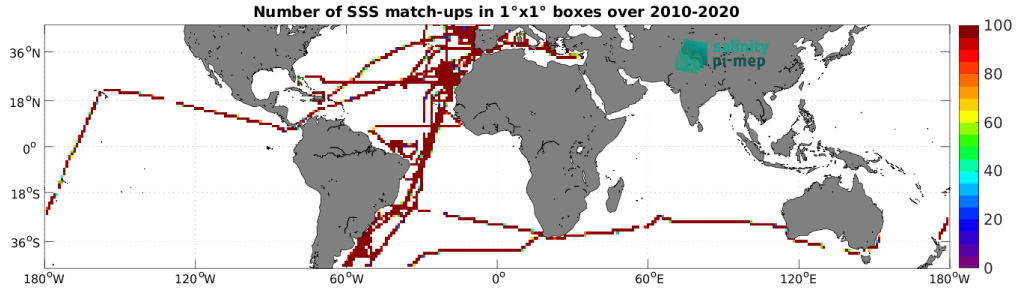 Number of SSS match-ups in 1°x1° boxes over 2010-2020
36°N
18°N
0°
18°S
36°S
180°W
120°W
60°W
0°
60°E
120°E
180°W
salinity
pi-mep
100
80
60
40
20
0